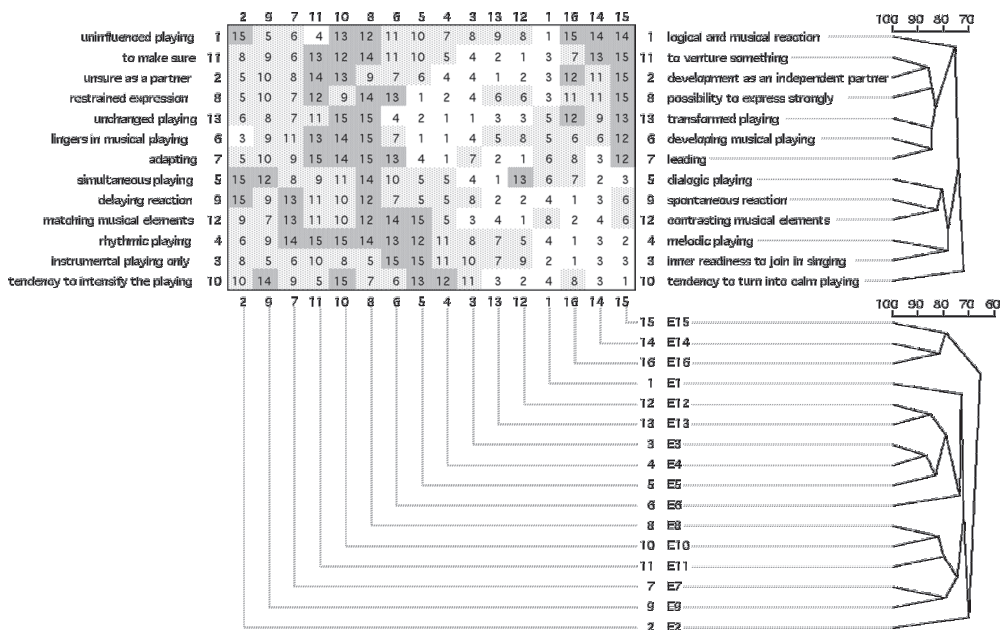 2 9 7 11 10 8 6 5 4 3 13 12 1 16 14 15 100 90 80 70
uninfluenced playing 1 15 5 6 4 13 12 11 10 7 8 9 8 1 15 14 14 1 logical and musical reaction
to make sure 11 8 9 6 13 12 14 11 10 5 4 2 1 3 7 13 15 11 to venture something
unsure as a partner 2 5 10 8 14 13 9 7 6 4 4 1 2 3 12 11 15 2 development as an independent partner
restrained expression 8 5 10 7 12 9 14 13 1 2 4 6 6 3 11 11 15 8 possibility to express strongly
unchanged playing 13 6 8 7 11 15 15 4 2 1 1 3 3 5 12 9 13 13 transformed playing
lingers in musical playing 6 3 9 11 13 14 15 7 1 1 4 5 8 5 6 6 12 6 developing musical playing
adapting 7 5 10 9 15 14 15 13 4 1 7 2 1 6 8 3 12 7 leading
simultaneous playing 5 15 12 8 9 11 14 10 5 5 4 1 13 6 7 2 3 5 dialogic playing
delaying reaction 9 15 9 13 11 10 12 7 5 5 8 2 2 4 1 3 6 9 spontaneous reaction
matching musical elements 12 9 7 13 11 10 12 14 15 5 3 4 1 8 2 4 6 12 contrasting musical elements
rhythmic playing 4 6 9 14 15 15 14 13 12 11 8 7 5 4 1 3 2 4 melodic playing
instrumental playing only 3 8 5 6 10 8 5 15 15 11 10 7 9 2 1 3 3 3 inner readiness to join in singing
tendency to intensify the playing 10 10 14 9 5 15 7 6 13 12 11 3 2 4 8 3 1 10 tendency to turn into calm playing
2 9 7 11 10 8 6 5 4 3 13 12 1 16 14 15 100 90 80 70 60
15 E15
14 E14
16 E16
1 E1
12 E12
13 E13
3 E3
4 E4
5 E5
6 E6
8 E8
10 E10
11 E11
7 E7
9 E9
2 E2